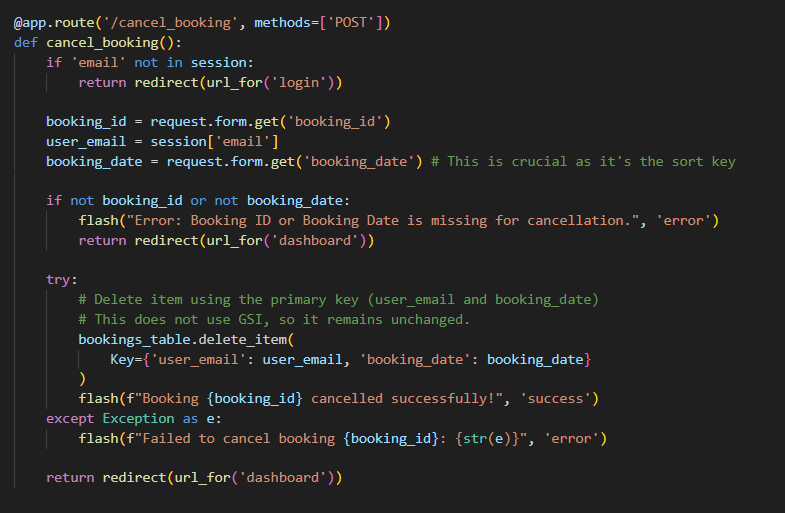 @app.route('/cancel_booking', methods=['POST'])
def cancel_booking():
    if 'email' not in session:
        return redirect(url_for('login'))

    booking_id = request.form.get('booking_id')
    user_email = session['email']
    booking_date = request.form.get('booking_date') # This is crucial as it's the sort key

    if not booking_id or not booking_date:
        flash("Error: Booking ID or Booking Date is missing for cancellation.", 'error')
        return redirect(url_for('dashboard'))

    try:
        # Delete item using the primary key (user_email and booking_date)
        # This does not use GSI, so it remains unchanged.
        bookings_table.delete_item(
            Key={'user_email': user_email, 'booking_date': booking_date}
        )
        flash(f"Booking {booking_id} cancelled successfully!", 'success')
    except Exception as e:
        flash(f"Failed to cancel booking {booking_id}: {str(e)}", 'error')

    return redirect(url_for('dashboard'))